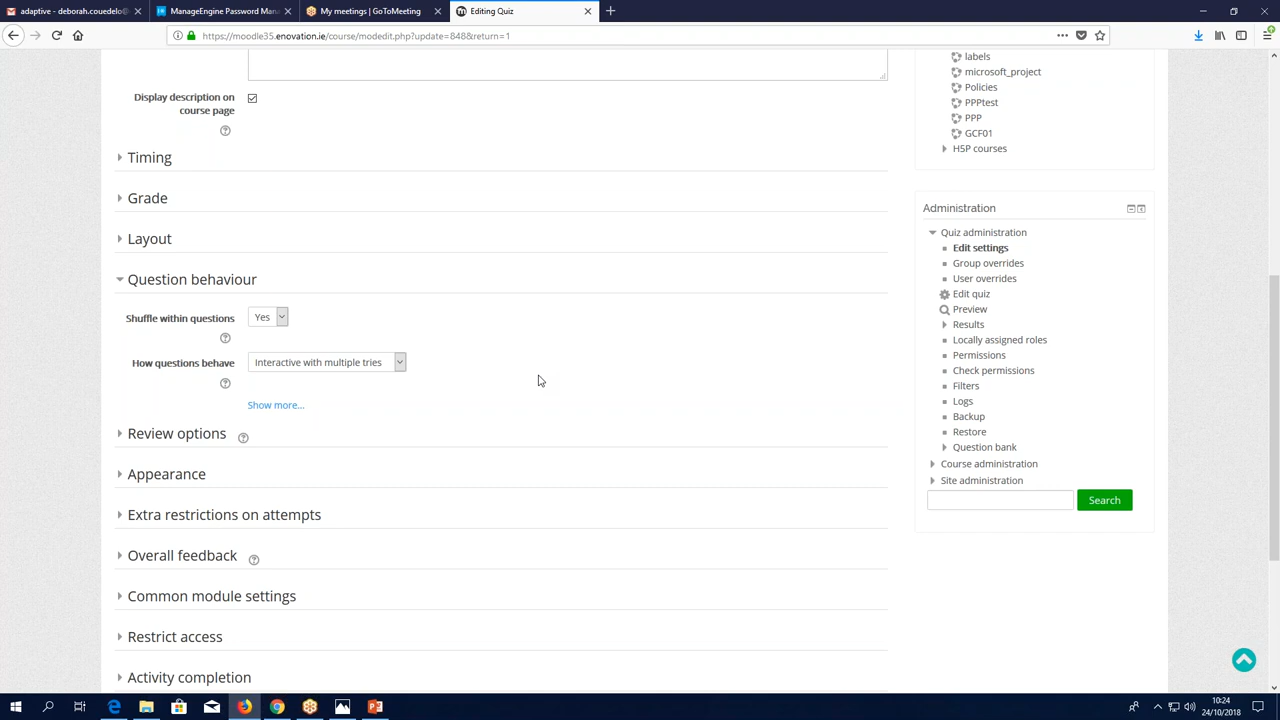 adaptive - deborah.couedelo
ManageEngine Password Man
My meetings | GoToMeeting
Editing Quiz
https://moodle35.enovation.ie/course/modedit.php?update=848&return=1
Display description on
course page
Timing
Grade
Layout
Question behaviour
Shuffle within questions
Yes
How questions behave
Interactive with multiple tries
Show more...
Review options
Appearance
Extra restrictions on attempts
Overall feedback
Common module settings
Restrict access
Activity completion
labels
microsoft_project
Policies
PPPtest
PPP
GCF01
H5P courses
Administration
Quiz administration
Edit settings
Group overrides
User overrides
Edit quiz
Preview
Results
Locally assigned roles
Permissions
Check permissions
Filters
Logs
Backup
Restore
Question bank
Course administration
Site administration
Search
10:24
24/10/2018